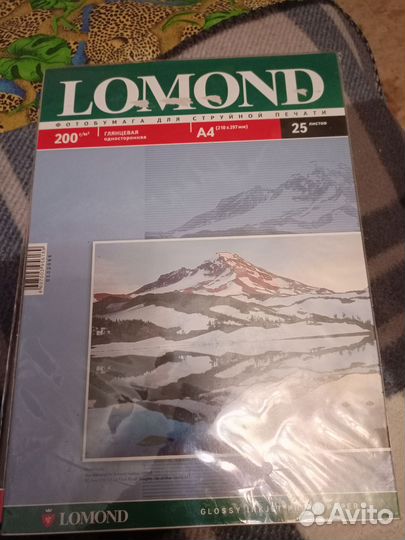 LOMOND
ФОТОБУМАГА ДЛЯ СТРУЙНОЙ ПЕЧАТИ
200 г/м² ГЛЯНЦЕВАЯ односторонняя A4 (210 x 297 мм) 25 листов
LOMOND
GLOSSY
Avito